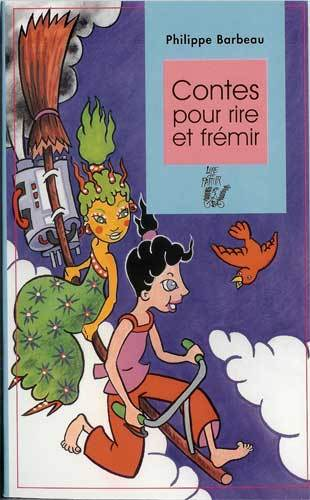 Philippe Barbeau
Contes
pour rire
et frémir